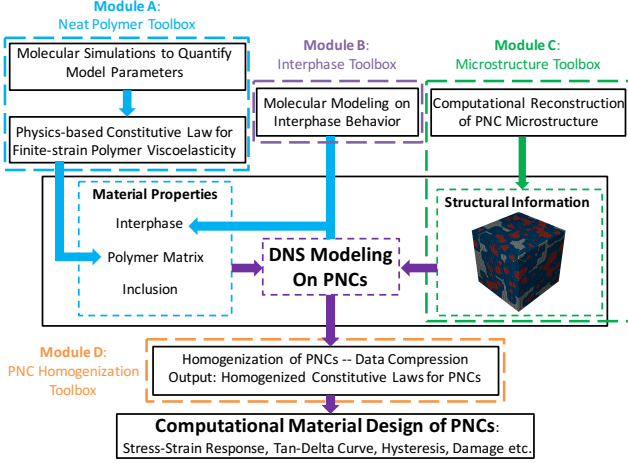 Module A:
Neat Polymer Toolbox
Molecular Simulations to Quantify
Model Parameters
Physics-based Constitutive Law for
Finite-strain Polymer Viscoelasticity
Module B:
Interphase Toolbox
Molecular Modeling on
Interphase Behavior
Module C:
Microstructure Toolbox
Computational Reconstruction
of PNC Microstructure
Material Properties
Interphase
Polymer Matrix
Inclusion
DNS Modeling
On PNCs
Structural Information
Module D:
PNC Homogenization
Toolbox
Homogenization of PNCs -- Data Compression
Output: Homogenized Constitutive Laws for PNCs
Computational Material Design of PNCs:
Stress-Strain Response, Tan-Delta Curve, Hysteresis, Damage etc.